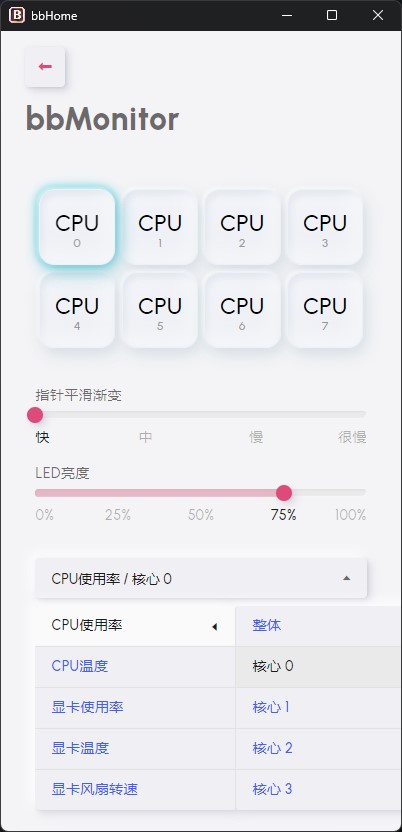 bbHome
bbMonitor
CPU CPU CPU CPU
0 1 2 3
CPU CPU CPU CPU
4 5 6 7
指针平滑渐变
快 中 慢 很慢
LED亮度
0% 25% 50% 75% 100%
CPU使用率 / 核心 0
CPU使用率 整体
CPU温度 核心 0
显卡使用率 核心 1
显卡温度 核心 2
显卡风扇转速 核心 3